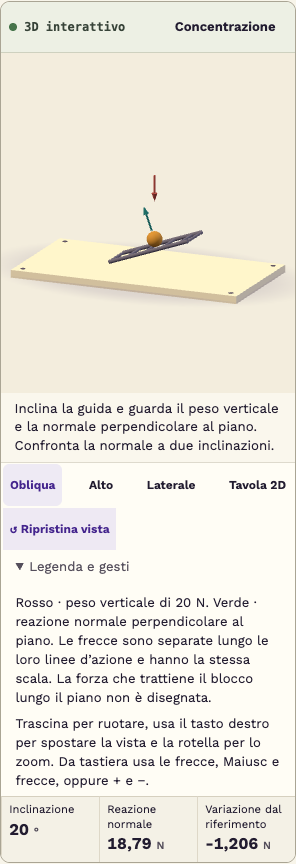 3D interattivo
Concentrazione
Inclina la guida e guarda il peso verticale
e la normale perpendicolare al piano.
Confronta la normale a due inclinazioni.
Obliqua Alto Laterale Tavola 2D
↺ Ripristina vista
▼ Legenda e gesti
Rosso · peso verticale di 20 N. Verde ·
reazione normale perpendicolare al
piano. Le frecce sono separate lungo le
loro linee d’azione e hanno la stessa
scala. La forza che trattiene il blocco
lungo il piano non è disegnata.
Trascina per ruotare, usa il tasto destro
per spostare la vista e la rotella per lo
zoom. Da tastiera usa le frecce, Maiusc e
frecce, oppure + e −.
Inclinazione
20 °
Reazione
normale
18,79 N
Variazione dal
riferimento
-1,206 N